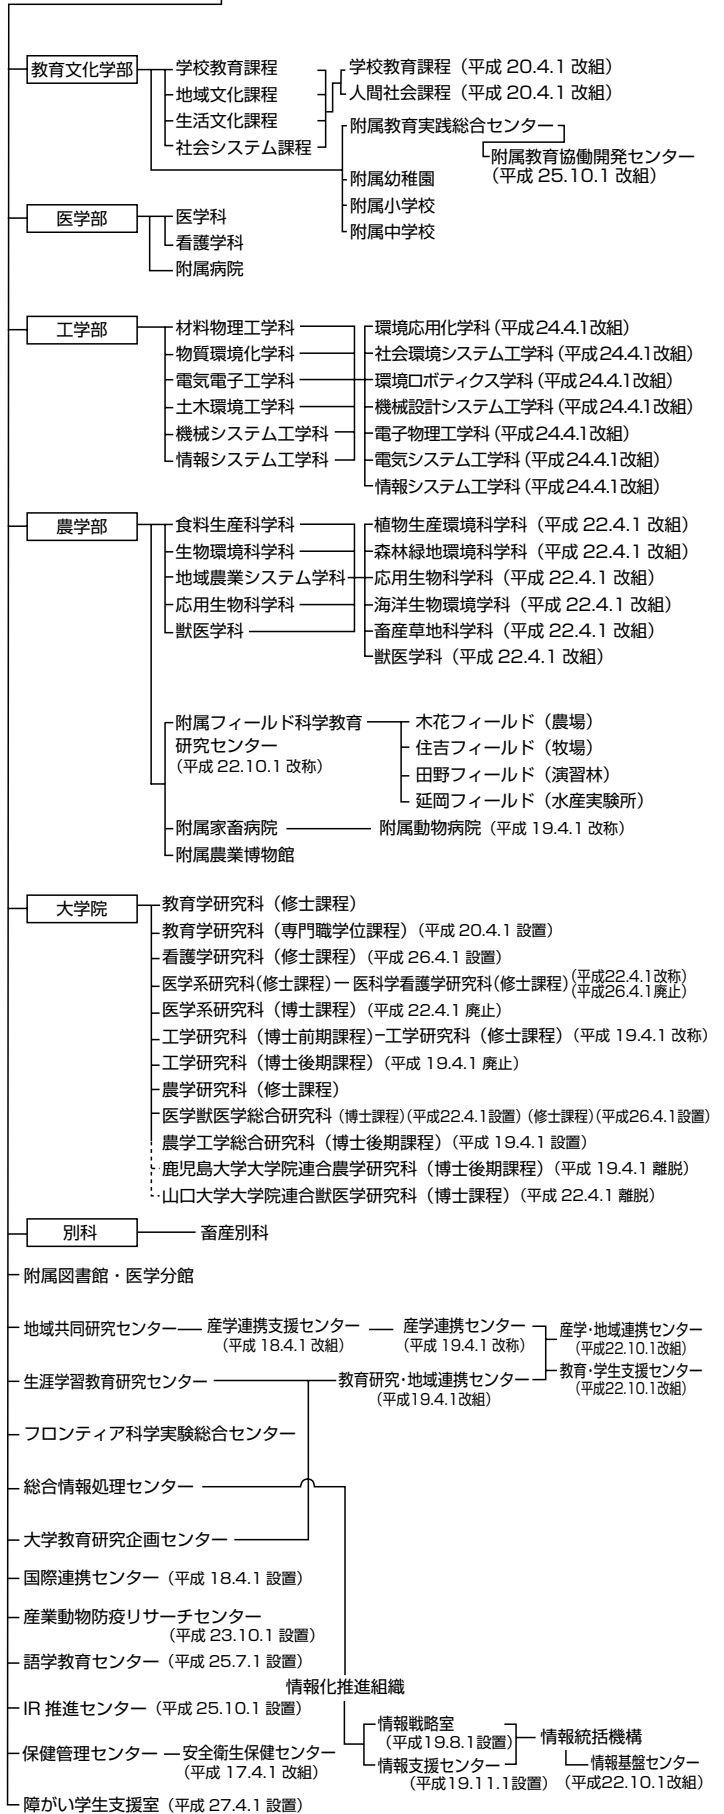 教育文化学部
学校教育課程
地域文化課程
生活文化課程
社会システム課程
学校教育課程（平成 20.4.1 改組）
人間社会課程（平成 20.4.1 改組）
附属教育実践総合センター
附属教育協働開発センター
（平成 25.10.1 改組）
附属幼稚園
附属小学校
附属中学校
医学部
医学科
看護学科
附属病院
工学部
材料物理工学科
物質環境化学科
電気電子工学科
土木環境工学科
機械システム工学科
情報システム工学科
環境応用化学科（平成24.4.1改組）
社会環境システム工学科（平成24.4.1改組）
環境ロボティクス学科（平成24.4.1改組）
機械設計システム工学科（平成24.4.1改組）
電子物理工学科（平成24.4.1改組）
電気システム工学科（平成24.4.1改組）
情報システム工学科（平成24.4.1改組）
農学部
食料生産科学科
生物環境科学科
地域農業システム学科
応用生物科学科
獣医学科
植物生産環境科学科（平成 22.4.1 改組）
森林緑地環境科学科（平成 22.4.1 改組）
応用生物科学科（平成 22.4.1 改組）
海洋生物環境学科（平成 22.4.1 改組）
畜産草地科学科（平成 22.4.1 改組）
獣医学科（平成 22.4.1 改組）
附属フィールド科学教育
研究センター
（平成 22.10.1 改称）
木花フィールド（農場）
住吉フィールド（牧場）
田野フィールド（演習林）
延岡フィールド（水産実験所）
附属家畜病院 附属動物病院（平成 19.4.1 改称）
附属農業博物館
大学院
教育学研究科（修士課程）
教育学研究科（専門職学位課程）（平成 20.4.1 設置）
看護学研究科（修士課程）（平成 26.4.1 設置）
医学系研究科（修士課程） 医科学看護学研究科（修士課程）（平成22.4.1改称）
（平成26.4.1廃止）
医学系研究科（博士課程）（平成 22.4.1 廃止）
工学研究科（博士前期課程） 工学研究科（修士課程）（平成 19.4.1 改称）
工学研究科（博士後期課程）（平成 19.4.1 廃止）
農学研究科（修士課程）
医学獣医学総合研究科（博士課程）（平成22.4.1設置）（修士課程）（平成26.4.1設置）
農学工学総合研究科（博士後期課程）（平成 19.4.1 設置）
鹿児島大学大学院連合農学研究科（博士後期課程）（平成 19.4.1 離脱）
山口大学大学院連合獣医学研究科（博士課程）（平成 22.4.1 離脱）
別科 畜産別科
附属図書館・医学分館
地域共同研究センター 産学連携支援センター 産学連携センター 産学・地域連携センター
（平成 18.4.1 改組） （平成 19.4.1 改称） （平成22.10.1改組）
教育・学生支援センター
（平成22.10.1改組）
生涯学習教育研究センター 教育研究・地域連携センター
（平成19.4.1改組）
フロンティア科学実験総合センター
総合情報処理センター
大学教育研究企画センター
国際連携センター（平成 18.4.1 設置）
産業動物防疫リサーチセンター
（平成 23.10.1 設置）
語学教育センター（平成 25.7.1 設置）
情報化推進組織
IR 推進センター（平成 25.10.1 設置）
情報戦略室
（平成19.8.1設置）
情報統括機構
保健管理センター 安全衛生保健センター
（平成 17.4.1 改組）
情報支援センター
（平成19.11.1設置）
情報基盤センター
（平成22.10.1改組）
障がい学生支援室（平成 27.4.1 設置）